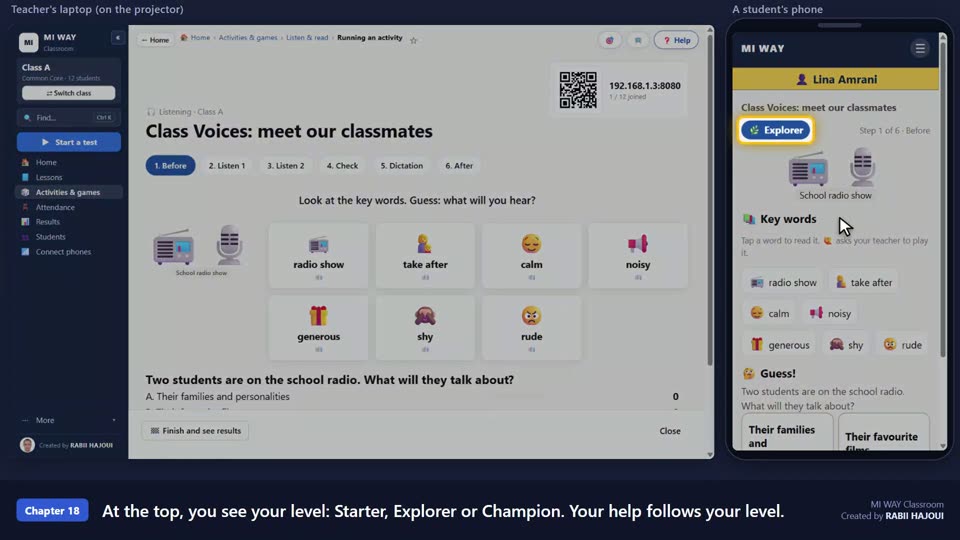 Teacher's laptop (on the projector)
A student's phone
MI
MI WAY
Classroom
Class A
Common Core · 12 students
⇄ Switch class
Find...
Ctrl K
Start a test
Home
Lessons
Activities & games
Attendance
Results
Students
Connect phones
More
Created by RABII HAJOUI
← Home
Home › Activities & games › Listen & read › Running an activity
? Help
192.168.1.3:8080
1 / 12 joined
Listening · Class A
Class Voices: meet our classmates
1. Before
2. Listen 1
3. Listen 2
4. Check
5. Dictation
6. After
Look at the key words. Guess: what will you hear?
School radio show
radio show
take after
calm
noisy
generous
shy
rude
Two students are on the school radio. What will they talk about?
A. Their families and personalities
0
Finish and see results
Close
MI WAY
Lina Amrani
Class Voices: meet our classmates
Explorer
Step 1 of 6 · Before
School radio show
Key words
Tap a word to read it. asks your teacher to play
it.
radio show
take after
calm
noisy
generous
shy
rude
Guess!
Two students are on the school radio.
What will they talk about?
Their families
and
Their favourite
films
Chapter 18
At the top, you see your level: Starter, Explorer or Champion. Your help follows your level.
MI WAY Classroom
Created by RABII HAJOUI